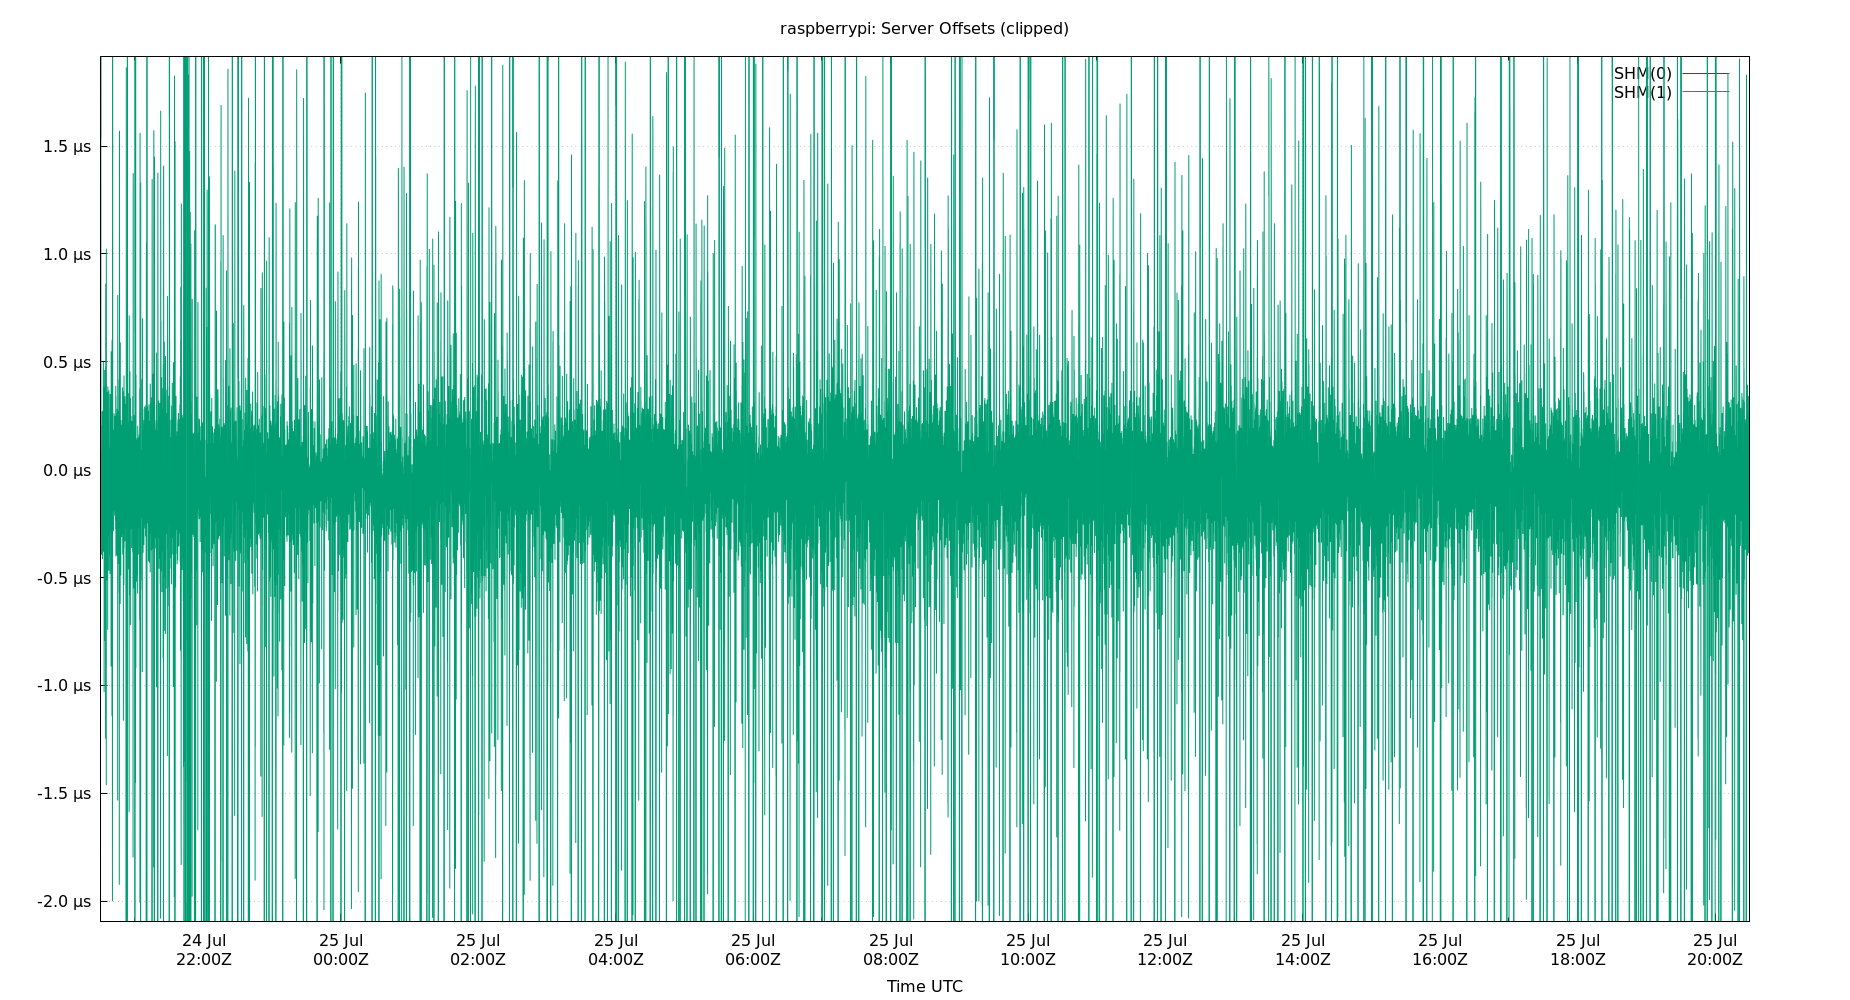 raspberrypi: Server Offsets (clipped)
SHM(0)
SHM(1)
1.5 µs
1.0 µs
0.5 µs
0.0 µs
-0.5 µs
-1.0 µs
-1.5 µs
-2.0 µs
24 Jul 25 Jul 25 Jul 25 Jul 25 Jul 25 Jul 25 Jul 25 Jul 25 Jul 25 Jul 25 Jul 25 Jul
22:00Z 00:00Z 02:00Z 04:00Z 06:00Z 08:00Z 10:00Z 12:00Z 14:00Z 16:00Z 18:00Z 20:00Z
Time UTC